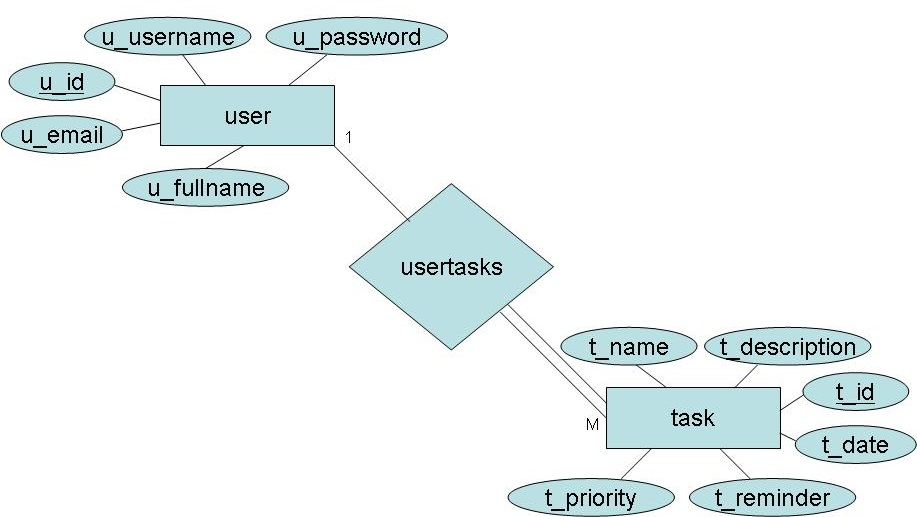 u_username
u_password
u_id
user
u_email
1
u_fullname
usertasks
t_name
t_description
t_id
task
M
t_date
t_priority
t_reminder